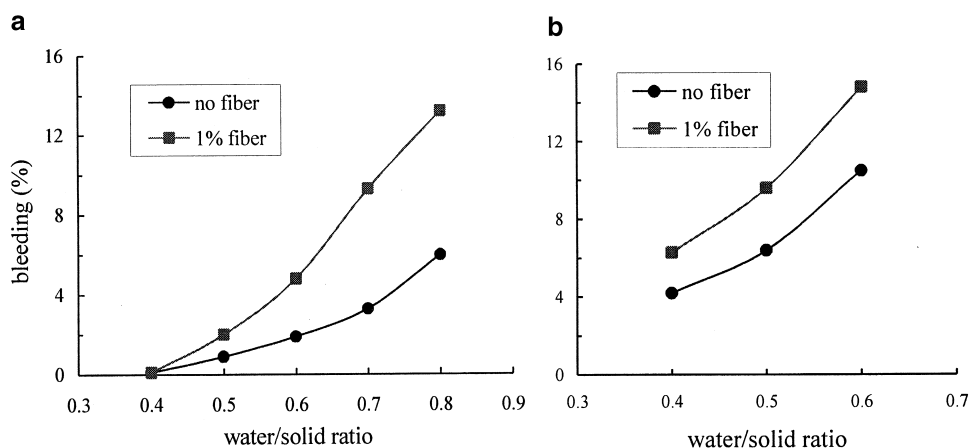 a
16
12
8
4
0
bleeding (%)
no fiber
1% fiber
0.3 0.4 0.5 0.6 0.7 0.8 0.9
water/solid ratio
b
16
12
8
4
0
no fiber
1% fiber
0.3 0.4 0.5 0.6 0.7
water/solid ratio